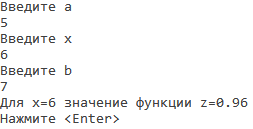 Введите a
5
Введите x
6
Введите b
7
Для x=6 значение функции z=0.96
Нажмите <Enter>